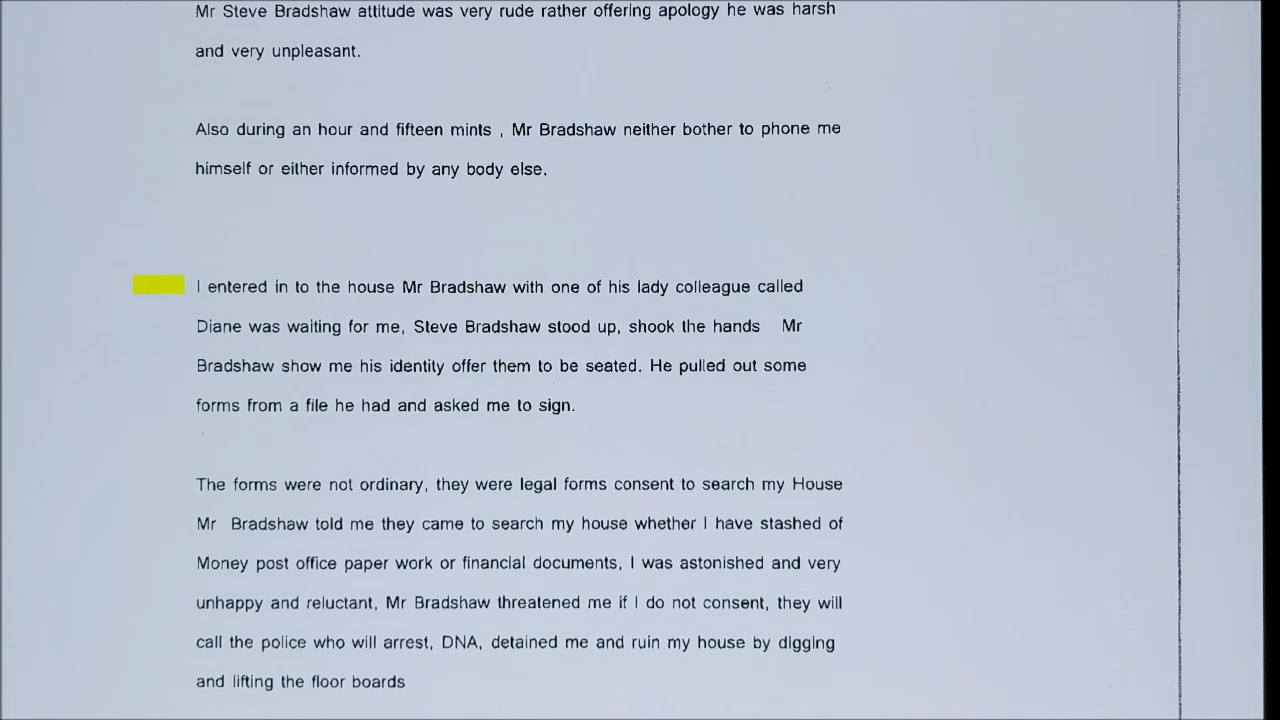 Mr Steve Bradshaw attitude was very rude rather offering apology he was harsh
and very unpleasant.
Also during an hour and fifteen mints , Mr Bradshaw neither bother to phone me
himself or either informed by any body else.
I entered in to the house Mr Bradshaw with one of his lady colleague called
Diane was waiting for me, Steve Bradshaw stood up, shook the hands Mr
Bradshaw show me his identity offer them to be seated. He pulled out some
forms from a file he had and asked me to sign.
The forms were not ordinary, they were legal forms consent to search my House
Mr Bradshaw told me they came to search my house whether I have stashed of
Money post office paper work or financial documents, I was astonished and very
unhappy and reluctant, Mr Bradshaw threatened me if I do not consent, they will
call the police who will arrest, DNA, detained me and ruin my house by digging
and lifting the floor boards